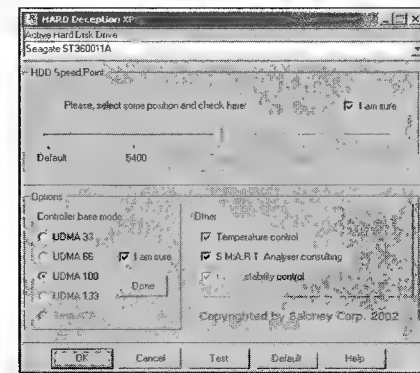 HARD Deception XP
Active Hard Disk Drive
Seagate ST360011A
HDD Speed Point
Please, select some position and check here:
I am sure
Default
5400
Options
Controller base mode
Other
UDMA 33
Temperature control
UDMA 66
I am sure
S.M.A.R.T. Analyser consulting
UDMA 100
Done
stability control
UDMA 133
Copyrighted by Baloney Corp. 2002
OK
Cancel
Test
Default
Help